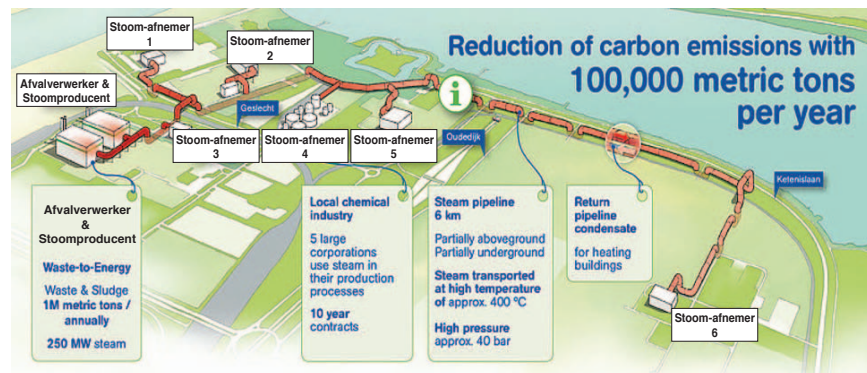 Reduction of carbon emissions with
100,000 metric tons
per year
Stoom-afnemer
1
Stoom-afnemer
2
Afvalverwerker &
Stoomproducent
Geslecht
i
Stoom-afnemer
3
Stoom-afnemer
4
Stoom-afnemer
5
Oudedijk
Ketenislaan
Stoom-afnemer
6
Afvalverwerker
&
Stoomproducent
Waste-to-Energy
Waste & Sludge
1M metric tons /
annually
250 MW steam
Local chemical
industry
5 large
corporations
use steam in
their production
processes
10 year
contracts
Steam pipeline
6 km
Partially aboveground
Partially underground
Steam transported
at high temperature
of approx. 400 ºC
High pressure
approx. 40 bar
Return
pipeline
condensate
for heating
buildings